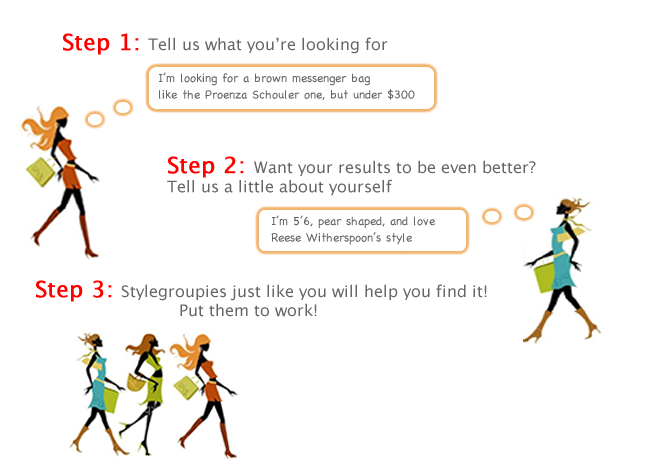 Step 1: Tell us what you're looking for
I'm looking for a brown messenger bag
like the Proenza Schouler one, but under $300
Step 2: Want your results to be even better?
Tell us a little about yourself
I'm 5'6, pear shaped, and love
Reese Witherspoon's style
Step 3: Stylegroupies just like you will help you find it!
Put them to work!